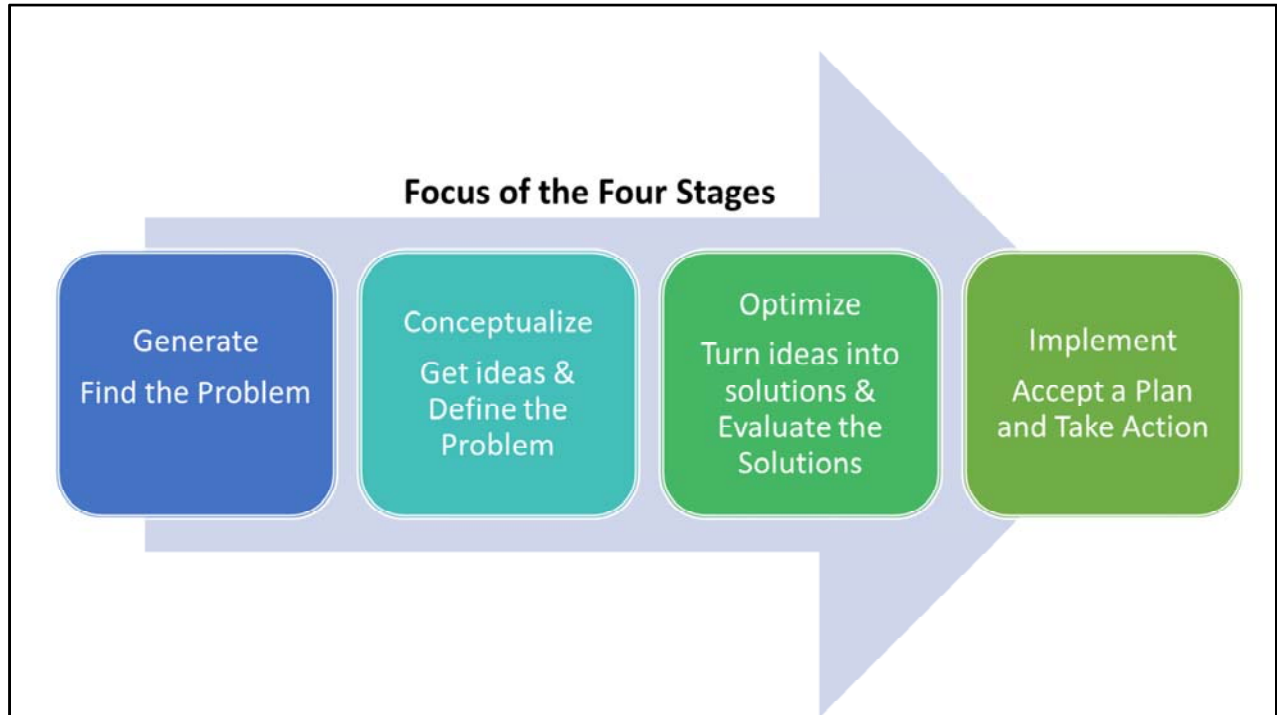 Focus of the Four Stages
Generate
Find the Problem
Conceptualize
Get ideas &
Define the
Problem
Optimize
Turn ideas into
solutions &
Evaluate the
Solutions
Implement
Accept a Plan
and Take Action